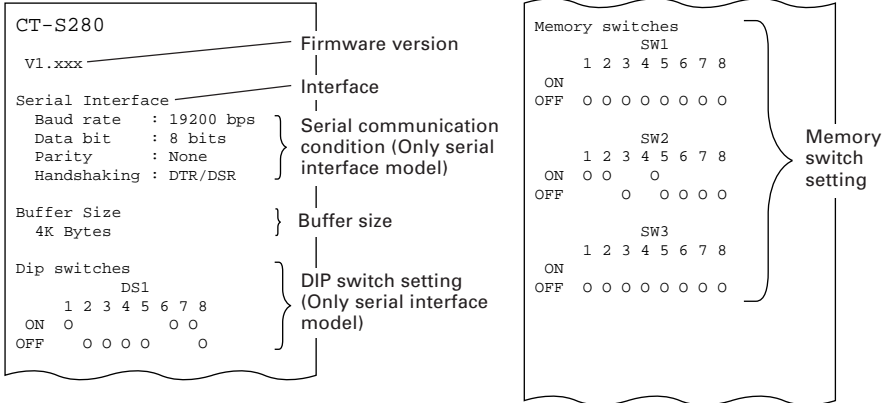 CT-S280
V1.xxx
Firmware version
Serial Interface
Interface
Baud rate : 19200 bps
Data bit : 8 bits
Parity : None
Handshaking : DTR/DSR
Serial communication
condition (Only serial
interface model)
Buffer Size
4K Bytes
Buffer size
Dip switches
DS1
1 2 3 4 5 6 7 8
ON  O         O O
OFF   O O O O     O
DIP switch setting
(Only serial interface
model)
Memory switches
SW1
1 2 3 4 5 6 7 8
ON
OFF O O O O O O O O
SW2
1 2 3 4 5 6 7 8
ON  O O   O
OFF     O   O O O O
SW3
1 2 3 4 5 6 7 8
ON
OFF O O O O O O O O
Memory
switch
setting